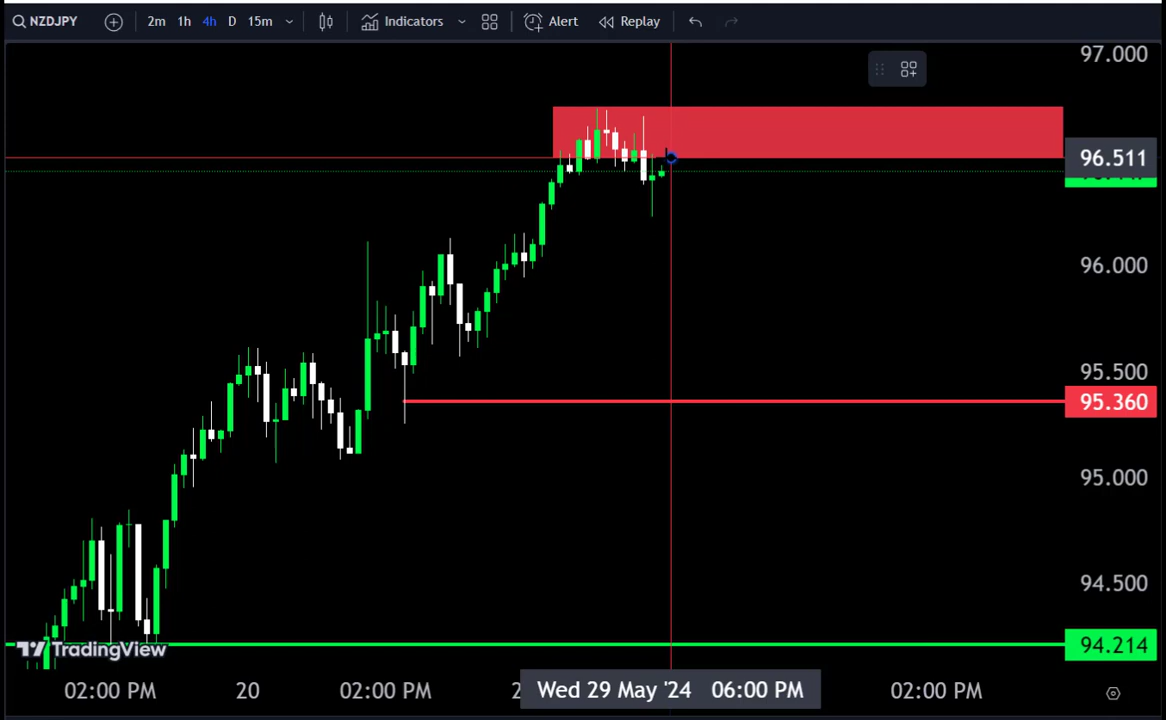 NZDJPY 2m 1h 4h D 15m Indicators Alert Replay
97.000
96.511
96.000
95.500
95.360
95.000
94.500
94.214
TradingView
02:00 PM 20 02:00 PM Wed 29 May '24 06:00 PM 02:00 PM